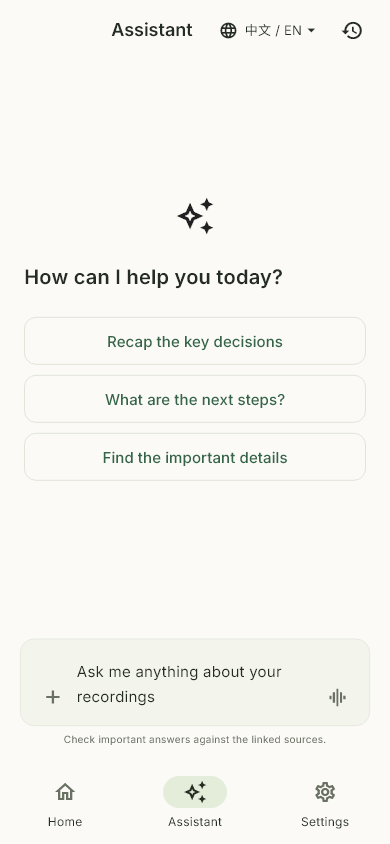 Assistant
中文 / EN
How can I help you today?
Recap the key decisions
What are the next steps?
Find the important details
Ask me anything about your
recordings
Check important answers against the linked sources.
Home
Assistant
Settings